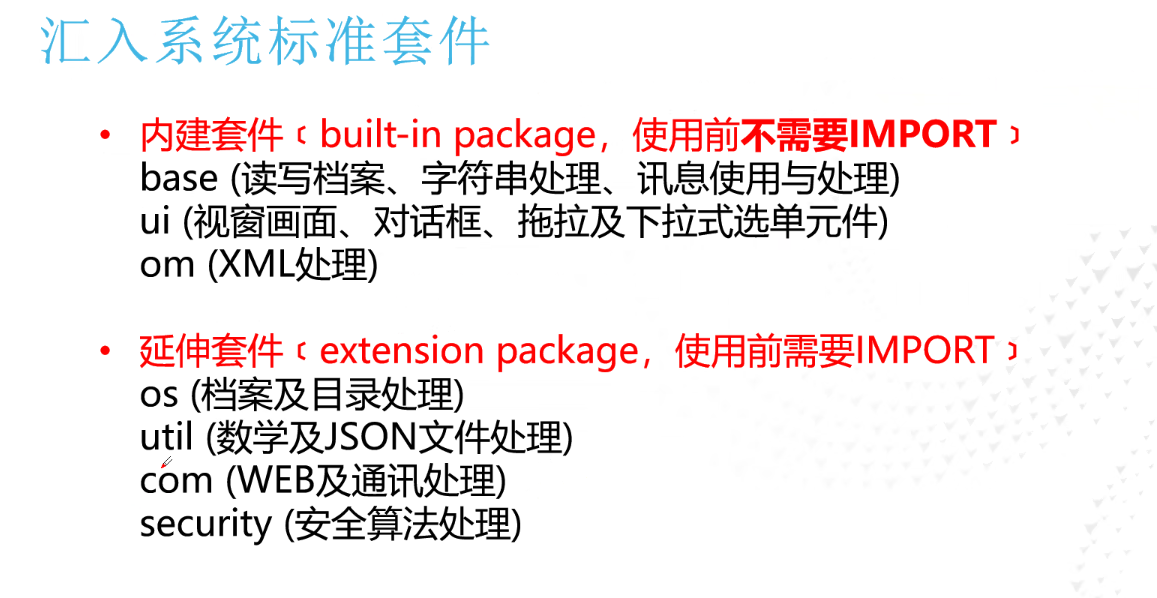 汇入系统标准套件
• 内建套件﹝built-in package，使用前不需要IMPORT﹞
base (读写档案、字符串处理、讯息使用与处理)
ui (视窗画面、对话框、拖拉及下拉式选单元件)
om (XML处理)
• 延伸套件﹝extension package，使用前需要IMPORT﹞
os (档案及目录处理)
util (数学及JSON文件处理)
com (WEB及通讯处理)
security (安全算法处理)